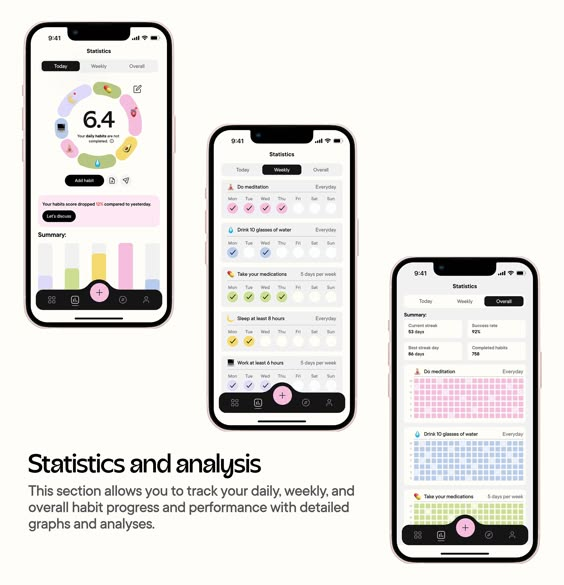 9:41
Statistics
Today Weekly Overall
6.4
Your daily habits are not
completed.
Add habit
Your habits score dropped 12% compared to yesterday.
Let's discuss
Summary:
9:41
Statistics
Today Weekly Overall
Do meditation Everyday
Mon Tue Wed Thu Fri Sat Sun
Drink 10 glasses of water Everyday
Mon Tue Wed Thu Fri Sat Sun
Take your medications 5 days per week
Mon Tue Wed Thu Fri Sat Sun
Sleep at least 8 hours Everyday
Mon Tue Wed Thu Fri Sat Sun
Work at least 6 hours 5 days per week
Mon Tue Wed Thu Fri Sat Sun
9:41
Statistics
Today Weekly Overall
Summary:
Current streak Success rate
53 days 92%
Best streak day Completed habits
86 days 758
Do meditation Everyday
Drink 10 glasses of water Everyday
Take your medications 5 days per week
Statistics and analysis
This section allows you to track your daily, weekly, and
overall habit progress and performance with detailed
graphs and analyses.